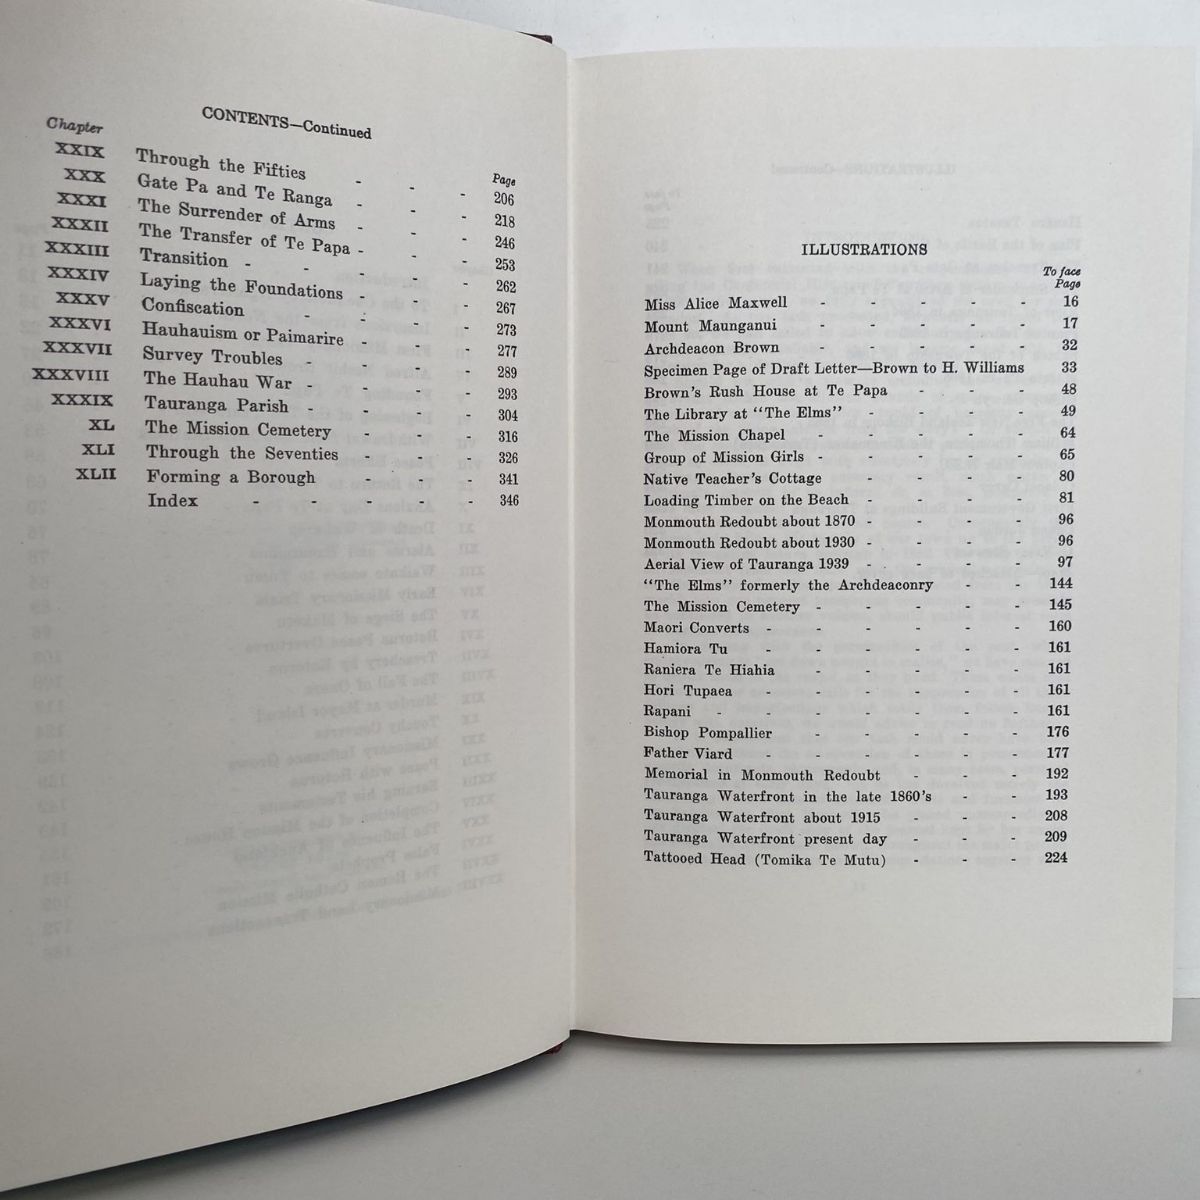 CONTENTS—Continued
Chapter Page
XXIX Through the Fifties - - - 206
XXX Gate Pa and Te Ranga - - - 218
XXXI The Surrender of Arms - - - 246
XXXII The Transfer of Te Papa - - - 253
XXXIII Transition - - - - 262
XXXIV Laying the Foundations - - - 267
XXXV Confiscation - - - - 273
XXXVI Hauhauism or Paimarire - - - 277
XXXVII Survey Troubles - - - - 289
XXXVIII The Hauhau War - - - - 293
XXXIX Tauranga Parish - - - - 304
XL The Mission Cemetery - - - 316
XLI Through the Seventies - - - 326
XLII Forming a Borough - - - 341
Index - - - - - 346
ILLUSTRATIONS
To face
Page
Miss Alice Maxwell - - - - - 16
Mount Maunganui - - - - - 17
Archdeacon Brown - - - - - 32
Specimen Page of Draft Letter—Brown to H. Williams 33
Brown's Rush House at Te Papa - - - 48
The Library at "The Elms" - - - - 49
The Mission Chapel - - - - - 64
Group of Mission Girls - - - - - 65
Native Teacher's Cottage - - - - 80
Loading Timber on the Beach - - - - 81
Monmouth Redoubt about 1870 - - - - 96
Monmouth Redoubt about 1930 - - - - 96
Aerial View of Tauranga 1939 - - - - 97
"The Elms" formerly the Archdeaconry - - 144
The Mission Cemetery - - - - - 145
Maori Converts - - - - - - 160
Hamiora Tu - - - - - - 161
Raniera Te Hiahia - - - - - 161
Hori Tupaea - - - - - - 161
Rapani - - - - - - - 161
Bishop Pompallier - - - - - 176
Father Viard - - - - - - 177
Memorial in Monmouth Redoubt - - - 192
Tauranga Waterfront in the late 1860's - - 193
Tauranga Waterfront about 1915 - - - 208
Tauranga Waterfront present day - - - 209
Tattooed Head (Tomika Te Mutu) - - - 224